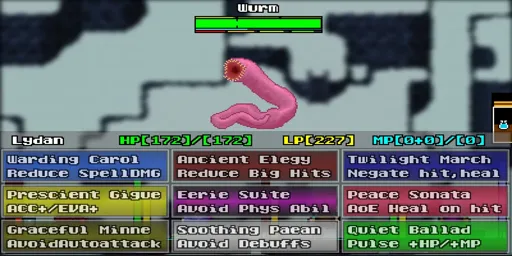 Wurm
Lydan HP[172]/[172] LP[227] MP[0+0]/[0]
Warding Carol
Reduce SpellDMG
Ancient Elegy
Reduce Big Hits
Twilight March
Negate hit,heal
Prescient Gigue
ACC+/EVA+
Eerie Suite
Avoid Phys Abil
Peace Sonata
AoE Heal on hit
Graceful Minne
AvoidAutoattack
Soothing Paean
Avoid Debuffs
Quiet Ballad
Pulse +HP/+MP